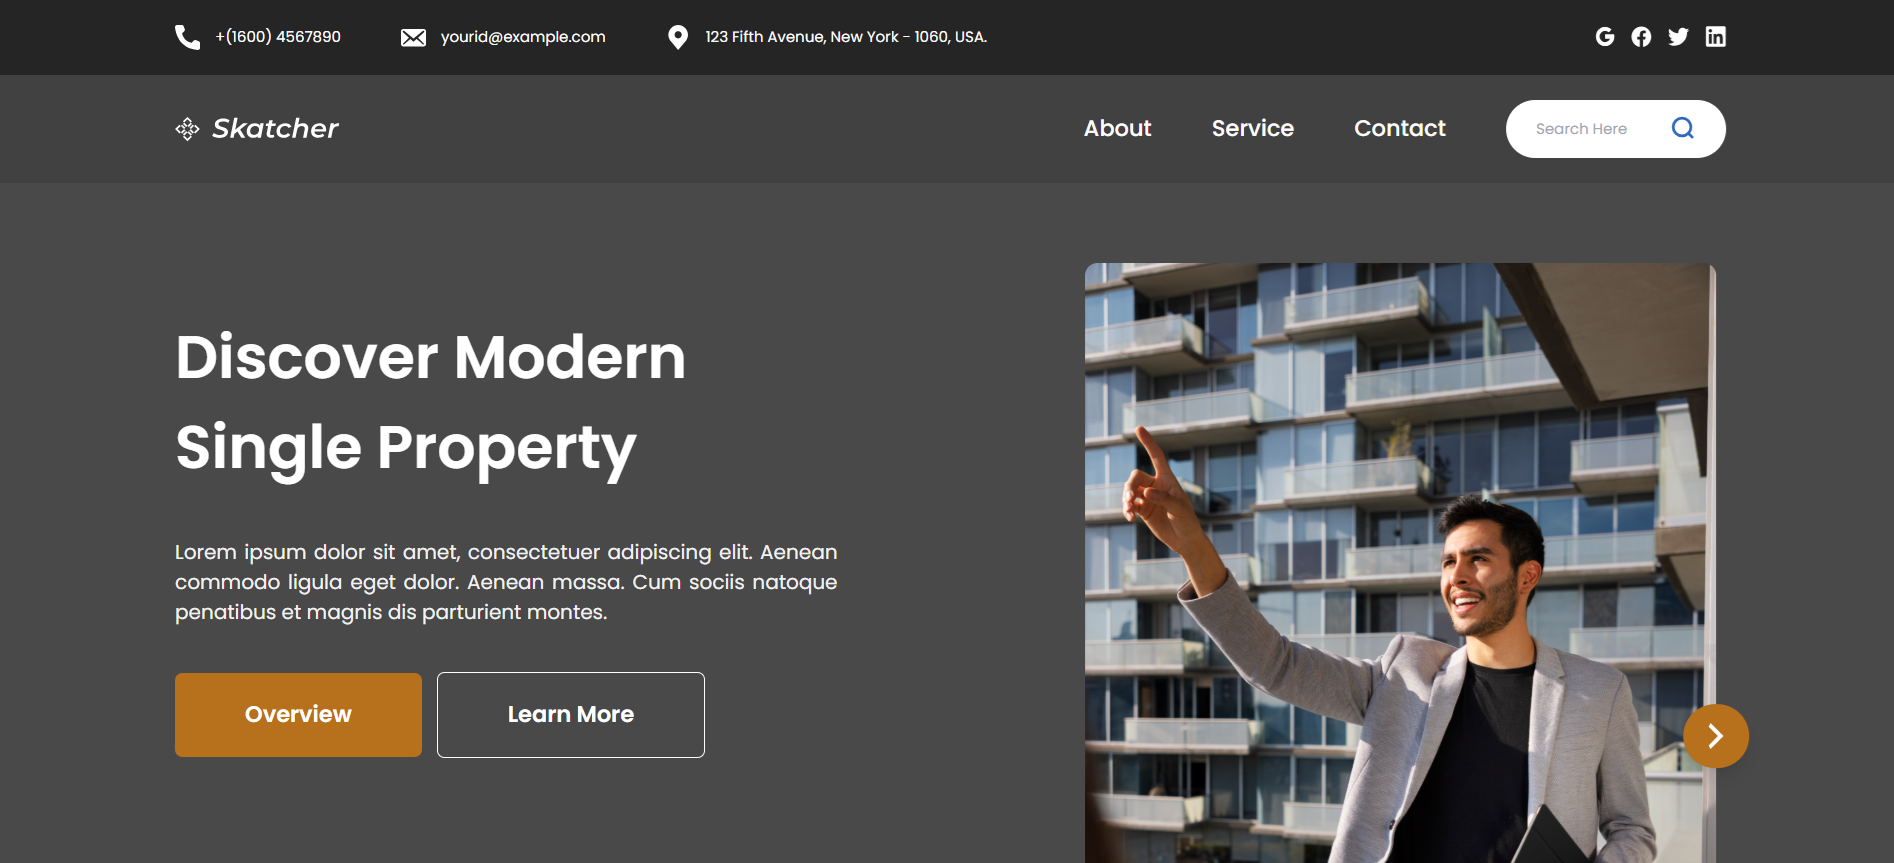 +(1600) 4567890
yourid@example.com
123 Fifth Avenue, New York - 1060, USA.
Skatcher
About
Service
Contact
Search Here
Discover Modern
Single Property
Lorem ipsum dolor sit amet, consectetuer adipiscing elit. Aenean
commodo ligula eget dolor. Aenean massa. Cum sociis natoque
penatibus et magnis dis parturient montes.
Overview
Learn More